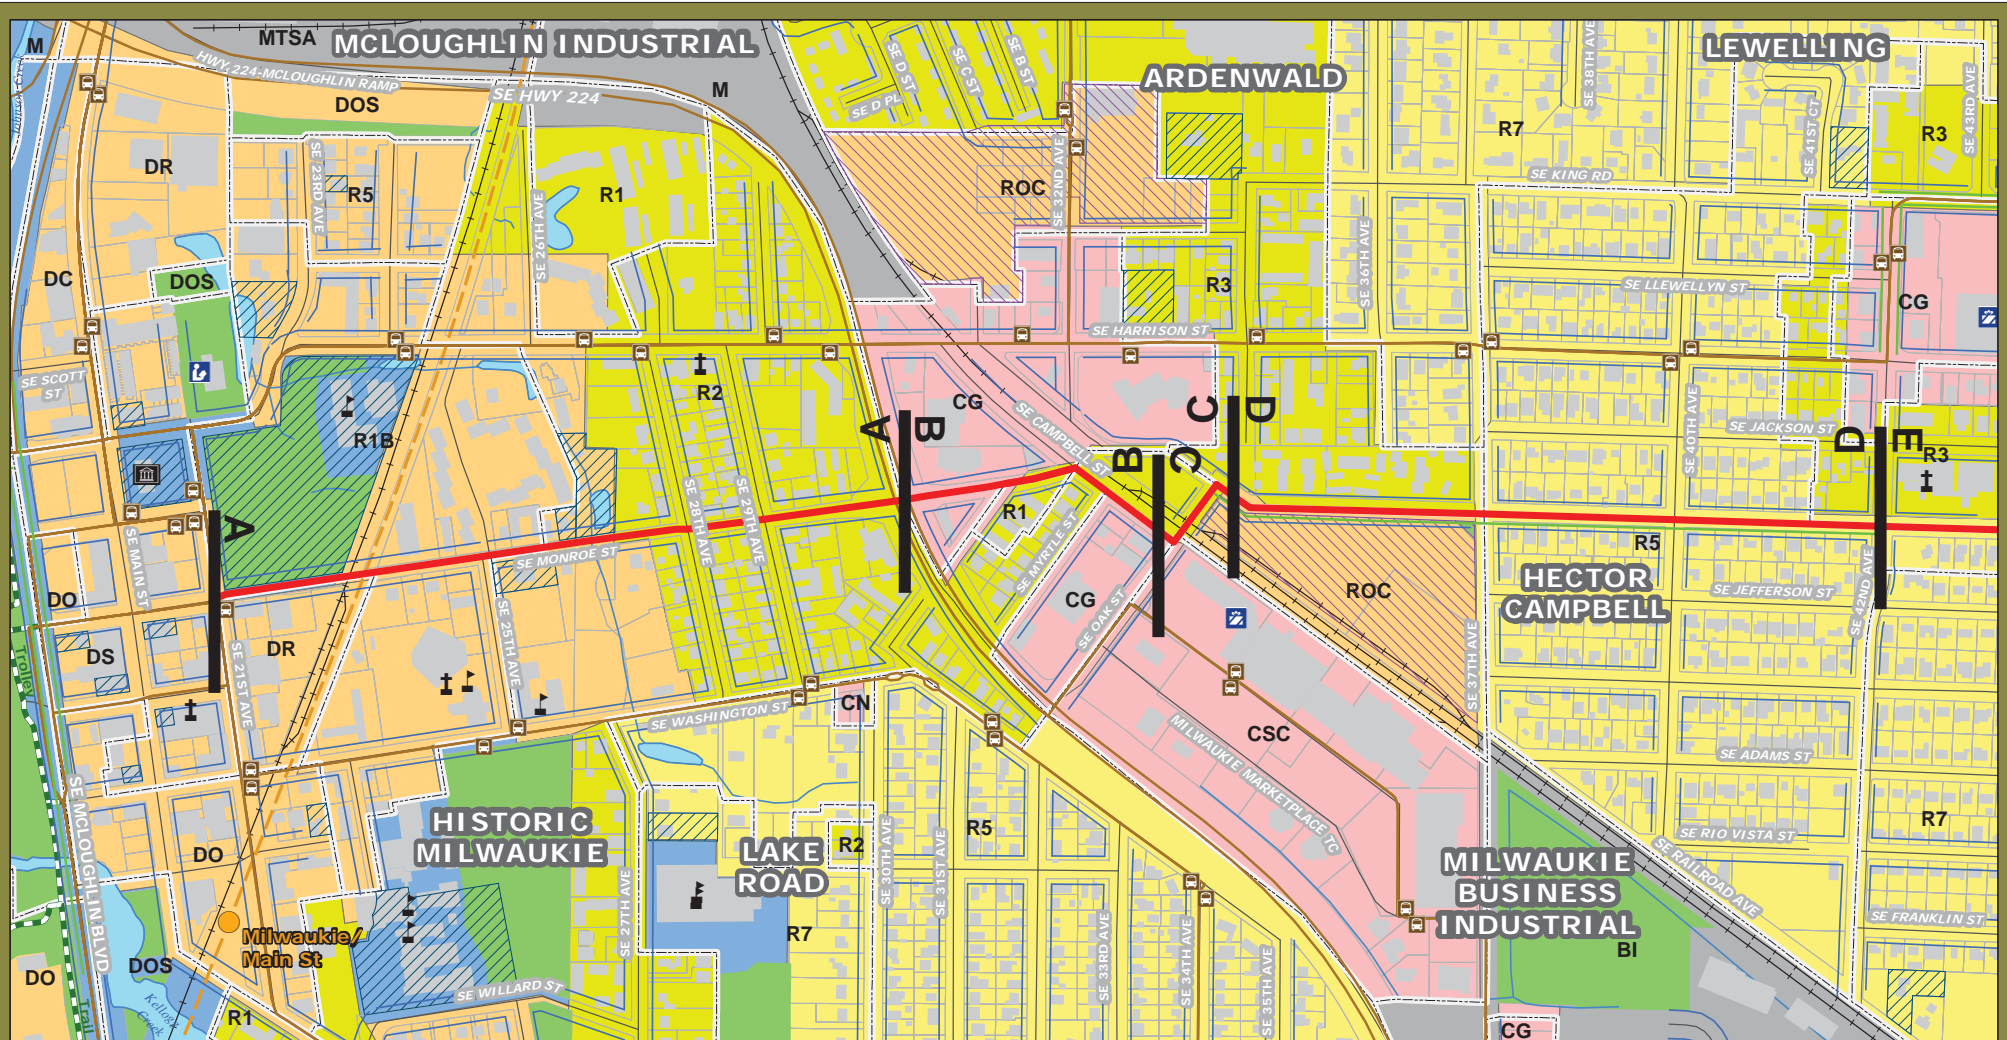 M
MTSA
MCLOUGHLIN INDUSTRIAL
HWY 224-MCLOUGHLIN RAMP
SE HWY 224
M
DOS
DR
SE 23RD AVE
R5
SE 26TH AVE
R1
SE D ST
SE C ST
SE B ST
SE D PL
ARDENWALD
ROC
SE 32ND AVE
SE 38TH AVE
R7
SE KING RD
LEWELLING
SE 41ST CT
R3
SE 43RD AVE
Johnson Creek
DC
DOS
SE SCOTT
ST
R1B
R2
CG
SE CAMPBELL ST
SE HARRISON ST
R3
SE 36TH AVE
SE LLEWELLYN ST
CG
SE 40TH AVE
SE JACKSON ST
R3
A
A
B
B
C
C
D
D
E
SE MAIN ST
SE MONROE ST
SE 28TH AVE
SE 29TH AVE
R1
SE MYRTLE ST
CG
SE OAK ST
ROC
SE 37TH AVE
R5
HECTOR
CAMPBELL
SE JEFFERSON ST
SE 42ND AVE
DO
DS
SE 21ST AVE
DR
SE 25TH AVE
Trolley
Trail
SE WASHINGTON ST
CN
CSC
MILWAUKIE MARKETPLACE TC
SE ADAMS ST
SE MCLOUGHLIN BLVD
DO
HISTORIC
MILWAUKIE
LAKE
ROAD
R2
SE 27TH AVE
SE 30TH AVE
SE 31ST AVE
R5
SE RIO VISTA ST
R7
SE RAILROAD AVE
MILWAUKIE
BUSINESS
INDUSTRIAL
BI
SE FRANKLIN ST
Milwaukie/
Main St
DO
DOS
Kellogg
Creek
R1
SE WILLARD ST
R7
SE 33RD AVE
SE 34TH AVE
SE 35TH AVE
CG